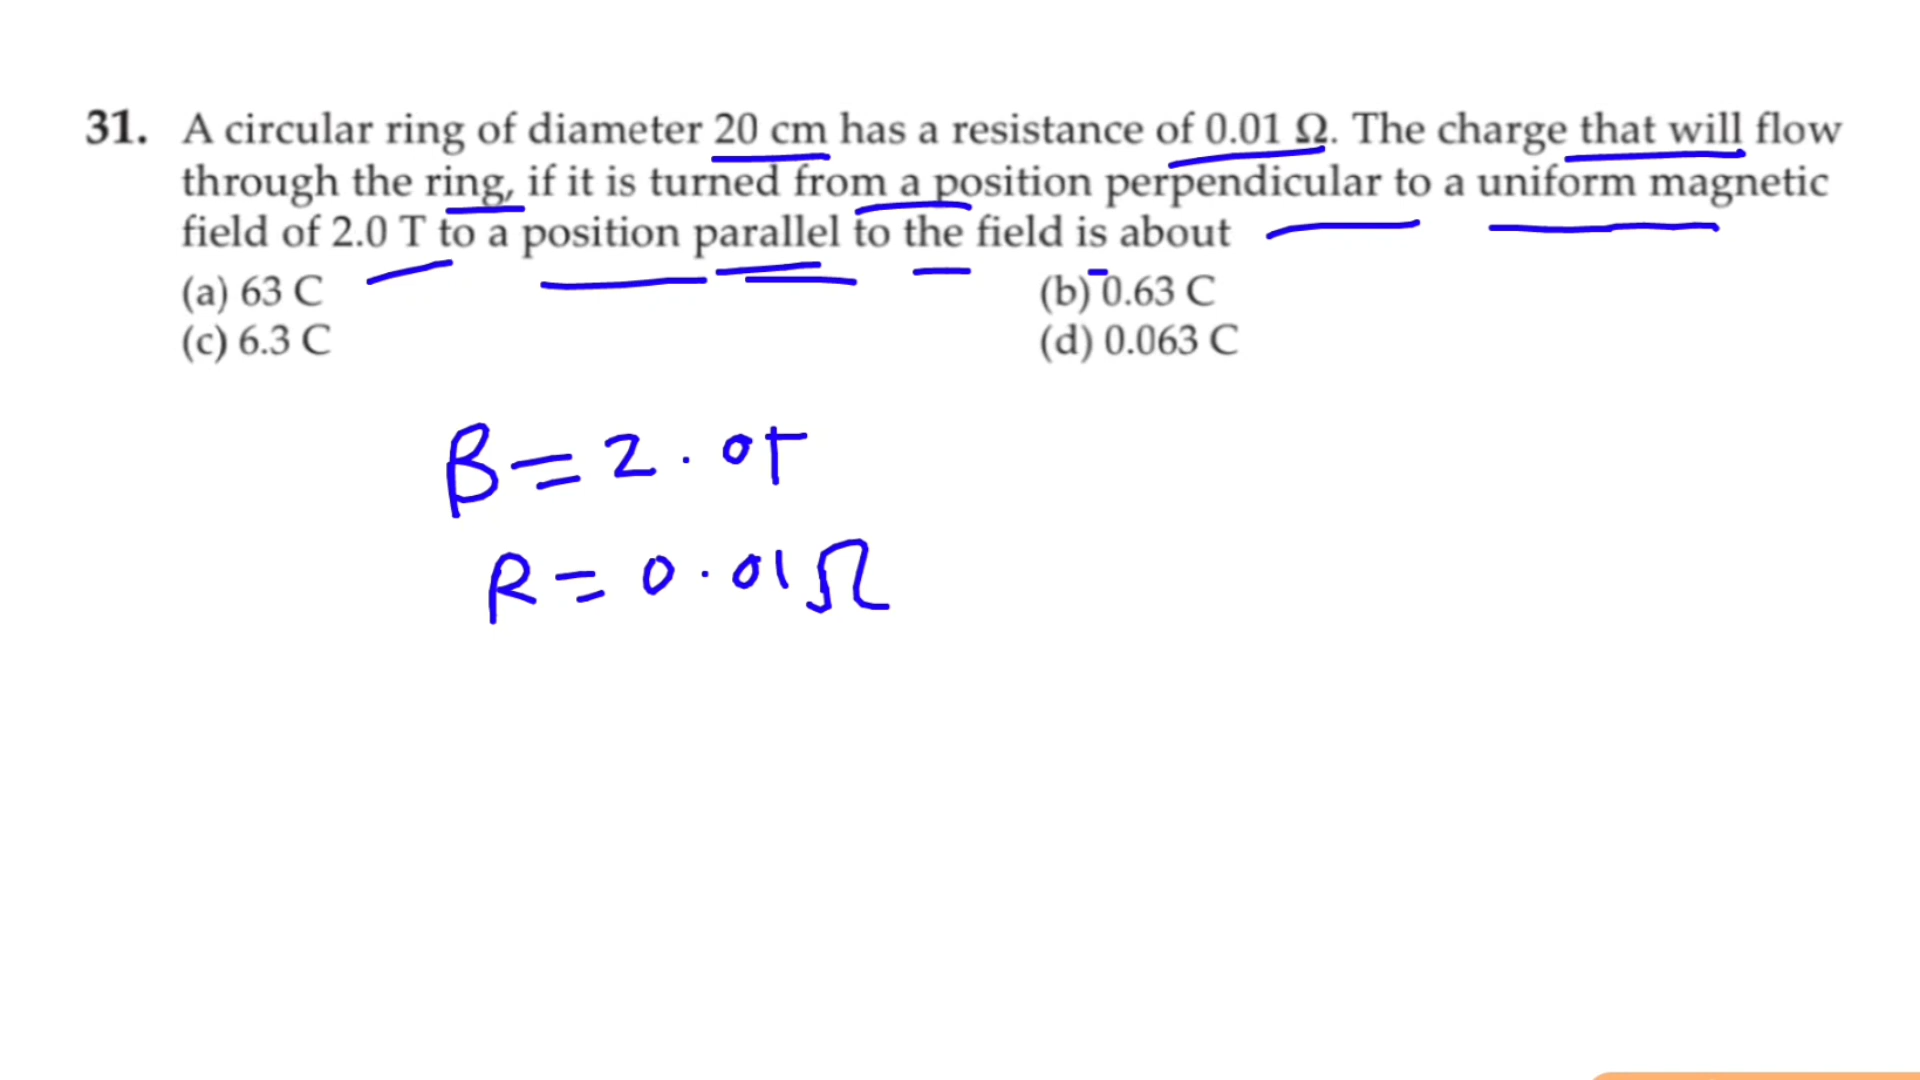 31. A circular ring of diameter 20 cm has a resistance of 0.01 Ω. The charge that will flow
through the ring, if it is turned from a position perpendicular to a uniform magnetic
field of 2.0 T to a position parallel to the field is about
(a) 63 C (b) 0.63 C
(c) 6.3 C (d) 0.063 C
B = 2.0T
R = 0.01Ω